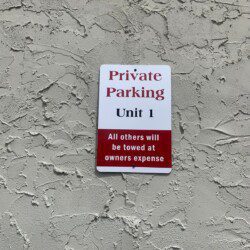 Private
Parking
Unit 1
All others will
be towed at
owners expense